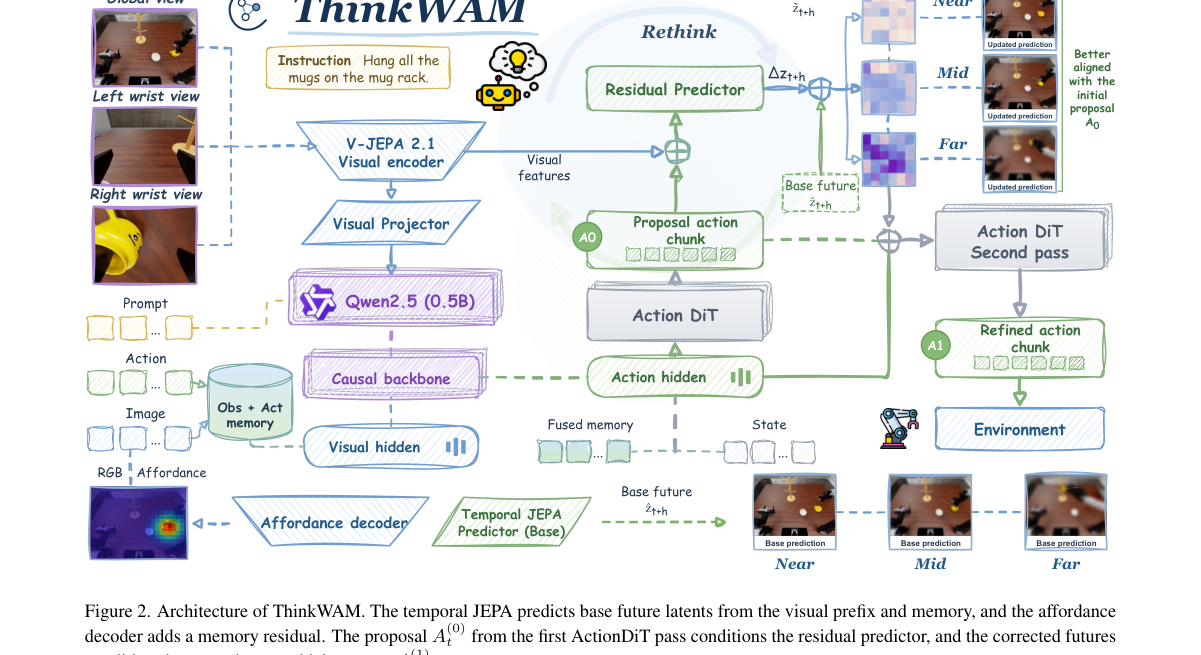 Global view
ThinkWAM
Instruction Hang all the
mugs on the mug rack.
Left wrist view
Right wrist view
V-JEPA 2.1
Visual encoder
Visual
features
Visual Projector
Qwen2.5 (0.5B)
Causal backbone
Visual hidden
Prompt
...
Action
...
Image
...
Obs + Act
memory
RGB
Affordance
Affordance decoder
Temporal JEPA
Predictor (Base)
Base future
ẑt+h
Rethink
Residual Predictor
Δzt+h
z̃t+h
Base future
ẑt+h
A0
Proposal action
chunk
Action DiT
Action hidden
Fused memory
...
State
...
Near
Updated prediction
Mid
Updated prediction
Far
Updated prediction
Better
aligned
with the
initial
proposal
A0
Action DiT
Second pass
A1
Refined action
chunk
Environment
Base prediction
Base prediction
Base prediction
Near
Mid
Far
Figure 2. Architecture of ThinkWAM. The temporal JEPA predicts base future latents from the visual prefix and memory, and the affordance
decoder adds a memory residual. The proposal A_t^(0) from the first ActionDiT pass conditions the residual predictor, and the corrected futures